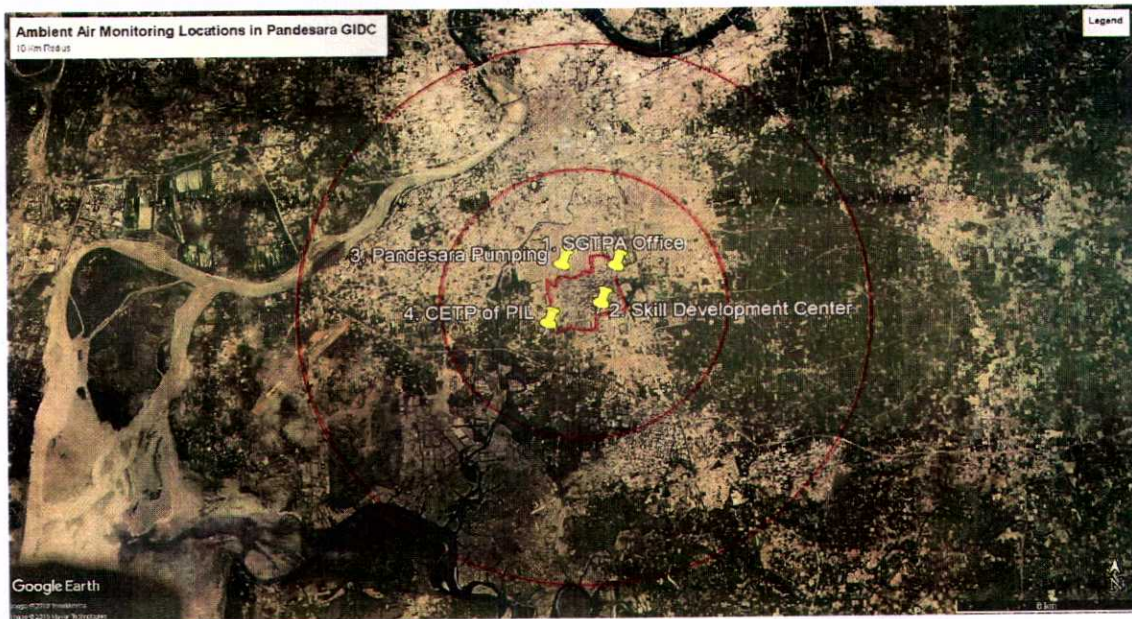 Ambient Air Monitoring Locations in Pandesara GIDC
10 Km Radius
Legend
1. SGTPA Office
3. Pandesara Pumping
2. Skill Development Center
4. CETP of PIL
Google Earth
N
6 km